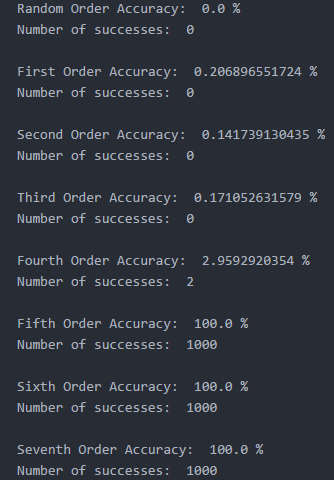 Random Order Accuracy:  0.0 %
Number of successes:  0
First Order Accuracy:  0.206896551724 %
Number of successes:  0
Second Order Accuracy:  0.141739130435 %
Number of successes:  0
Third Order Accuracy:  0.171052631579 %
Number of successes:  0
Fourth Order Accuracy:  2.9592920354 %
Number of successes:  2
Fifth Order Accuracy:  100.0 %
Number of successes:  1000
Sixth Order Accuracy:  100.0 %
Number of successes:  1000
Seventh Order Accuracy:  100.0 %
Number of successes:  1000